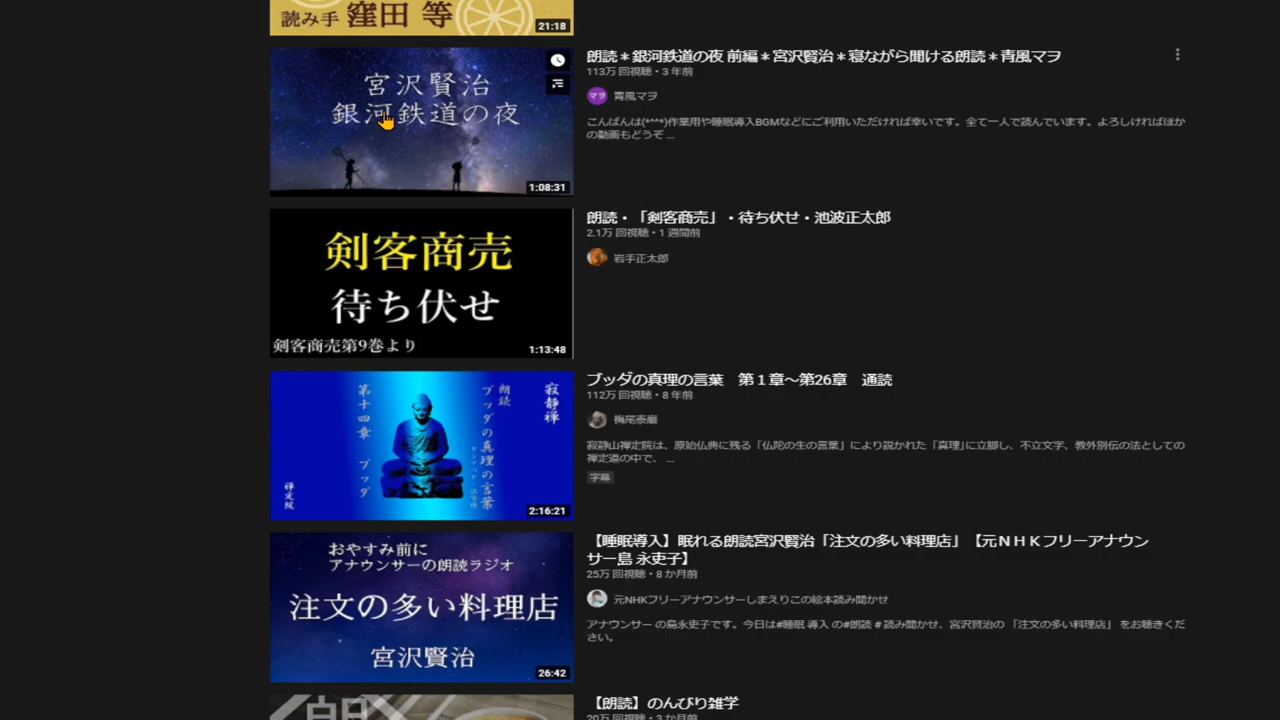 読み手 窪田 等
21:18
宮沢賢治
銀河鉄道の夜
1:08:31
朗読＊銀河鉄道の夜 前編＊宮沢賢治＊寝ながら聞ける朗読＊青風マヲ
113万 回視聴・3 年前
マヲ
青風マヲ
こんばんは(*^^*)作業用や睡眠導入BGMなどにご利用いただければ幸いです。全て一人で読んでいます。よろしければほか
の動画もどうぞ ...
剣客商売
待ち伏せ
剣客商売第9巻より
1:13:48
朗読・「剣客商売」・待ち伏せ・池波正太郎
2.1万 回視聴・1 週間前
岩手正太郎
寂静禅
朗読
ブッダの真理の言葉
第十四章 ブッダ
禅定院
2:16:21
ブッダの真理の言葉　第１章～第26章　通読
112万 回視聴・8 年前
梅尾泰巌
寂静山禅定院は、原始仏典に残る「仏陀の生の言葉」により説かれた「真理」に立脚し、不立文字、教外別伝の法としての
禅定道の中で、 ...
字幕
おやすみ前に
アナウンサーの朗読ラジオ
注文の多い料理店
宮沢賢治
26:42
【睡眠導入】眠れる朗読宮沢賢治「注文の多い料理店」【元ＮＨＫフリーアナウン
サー島 永吏子】
25万 回視聴・8 か月前
元NHKフリーアナウンサーしまえりこの絵本読み聞かせ
アナウンサー の島永吏子です。今日は#睡眠 導入 の#朗読 # 読み聞かせ、宮沢賢治の 「注文の多い料理店」 をお聴きくだ
さい。
【朗読】のんびり雑学
20万 回視聴・3 か月前